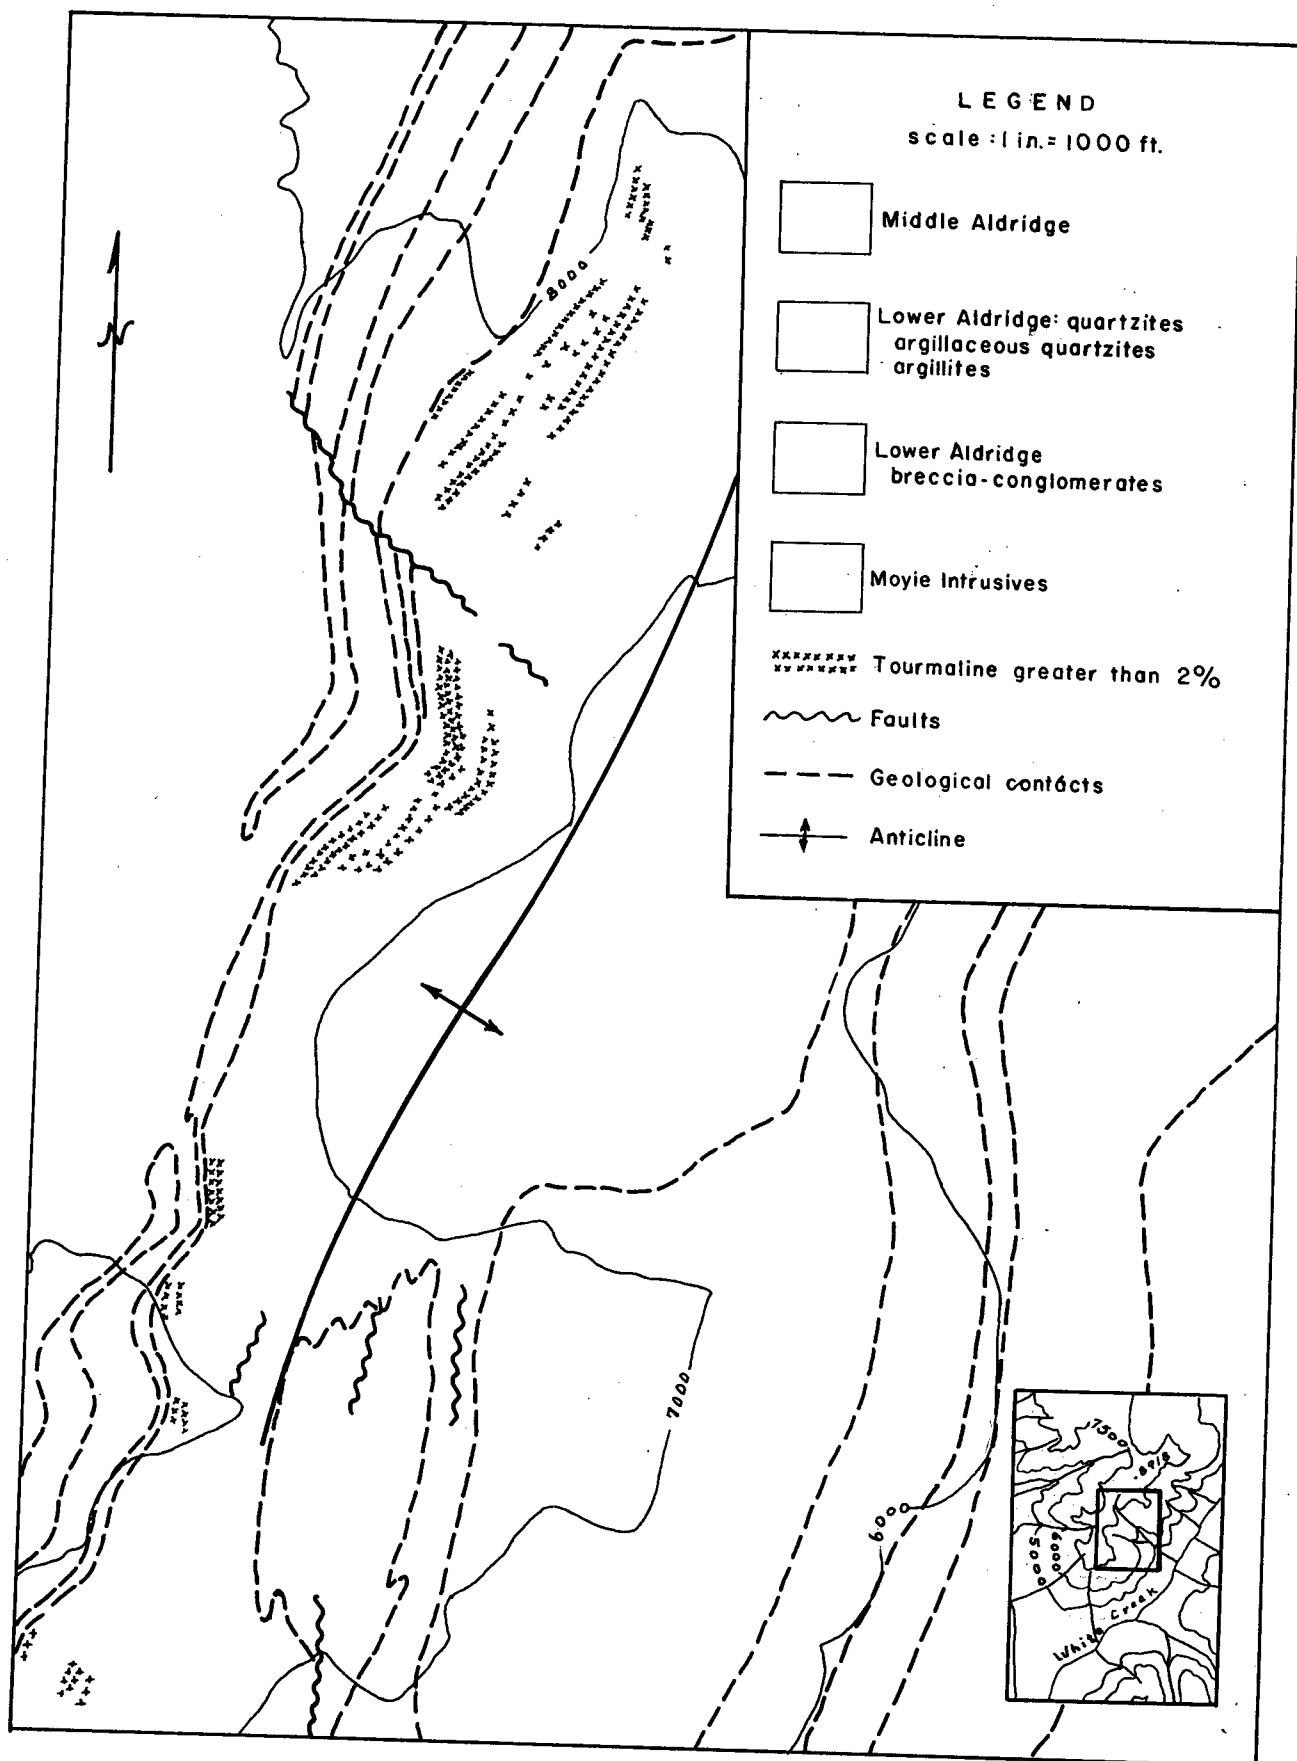 LEGEND
scale : 1 in. = 1000 ft.
Middle Aldridge
Lower Aldridge: quartzites
argillaceous quartzites
argillites
Lower Aldridge
breccia-conglomerates
Moyie Intrusives
Tourmaline greater than 2%
Faults
Geological contacts
Anticline
N
8000
7000
6000
7500
.8918
6000
5000
White Creek